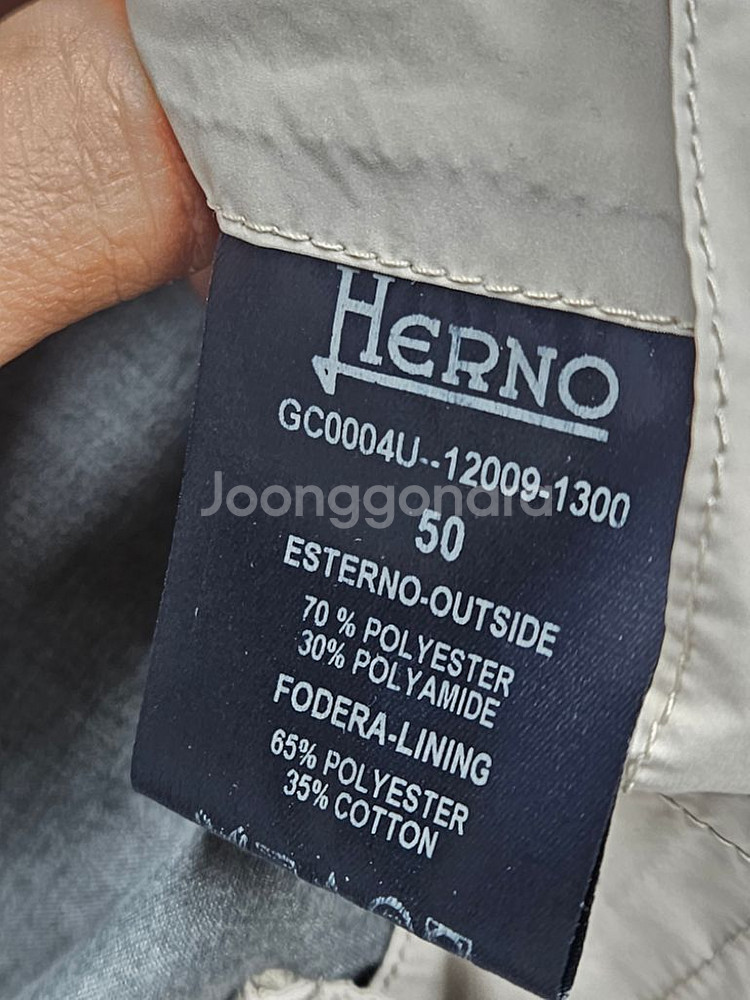 HERNO
GC0004U--12009-1300
Joonggonara
50
ESTERNO-OUTSIDE
70 % POLYESTER
30% POLYAMIDE
FODERA-LINING
65% POLYESTER
35% COTTON